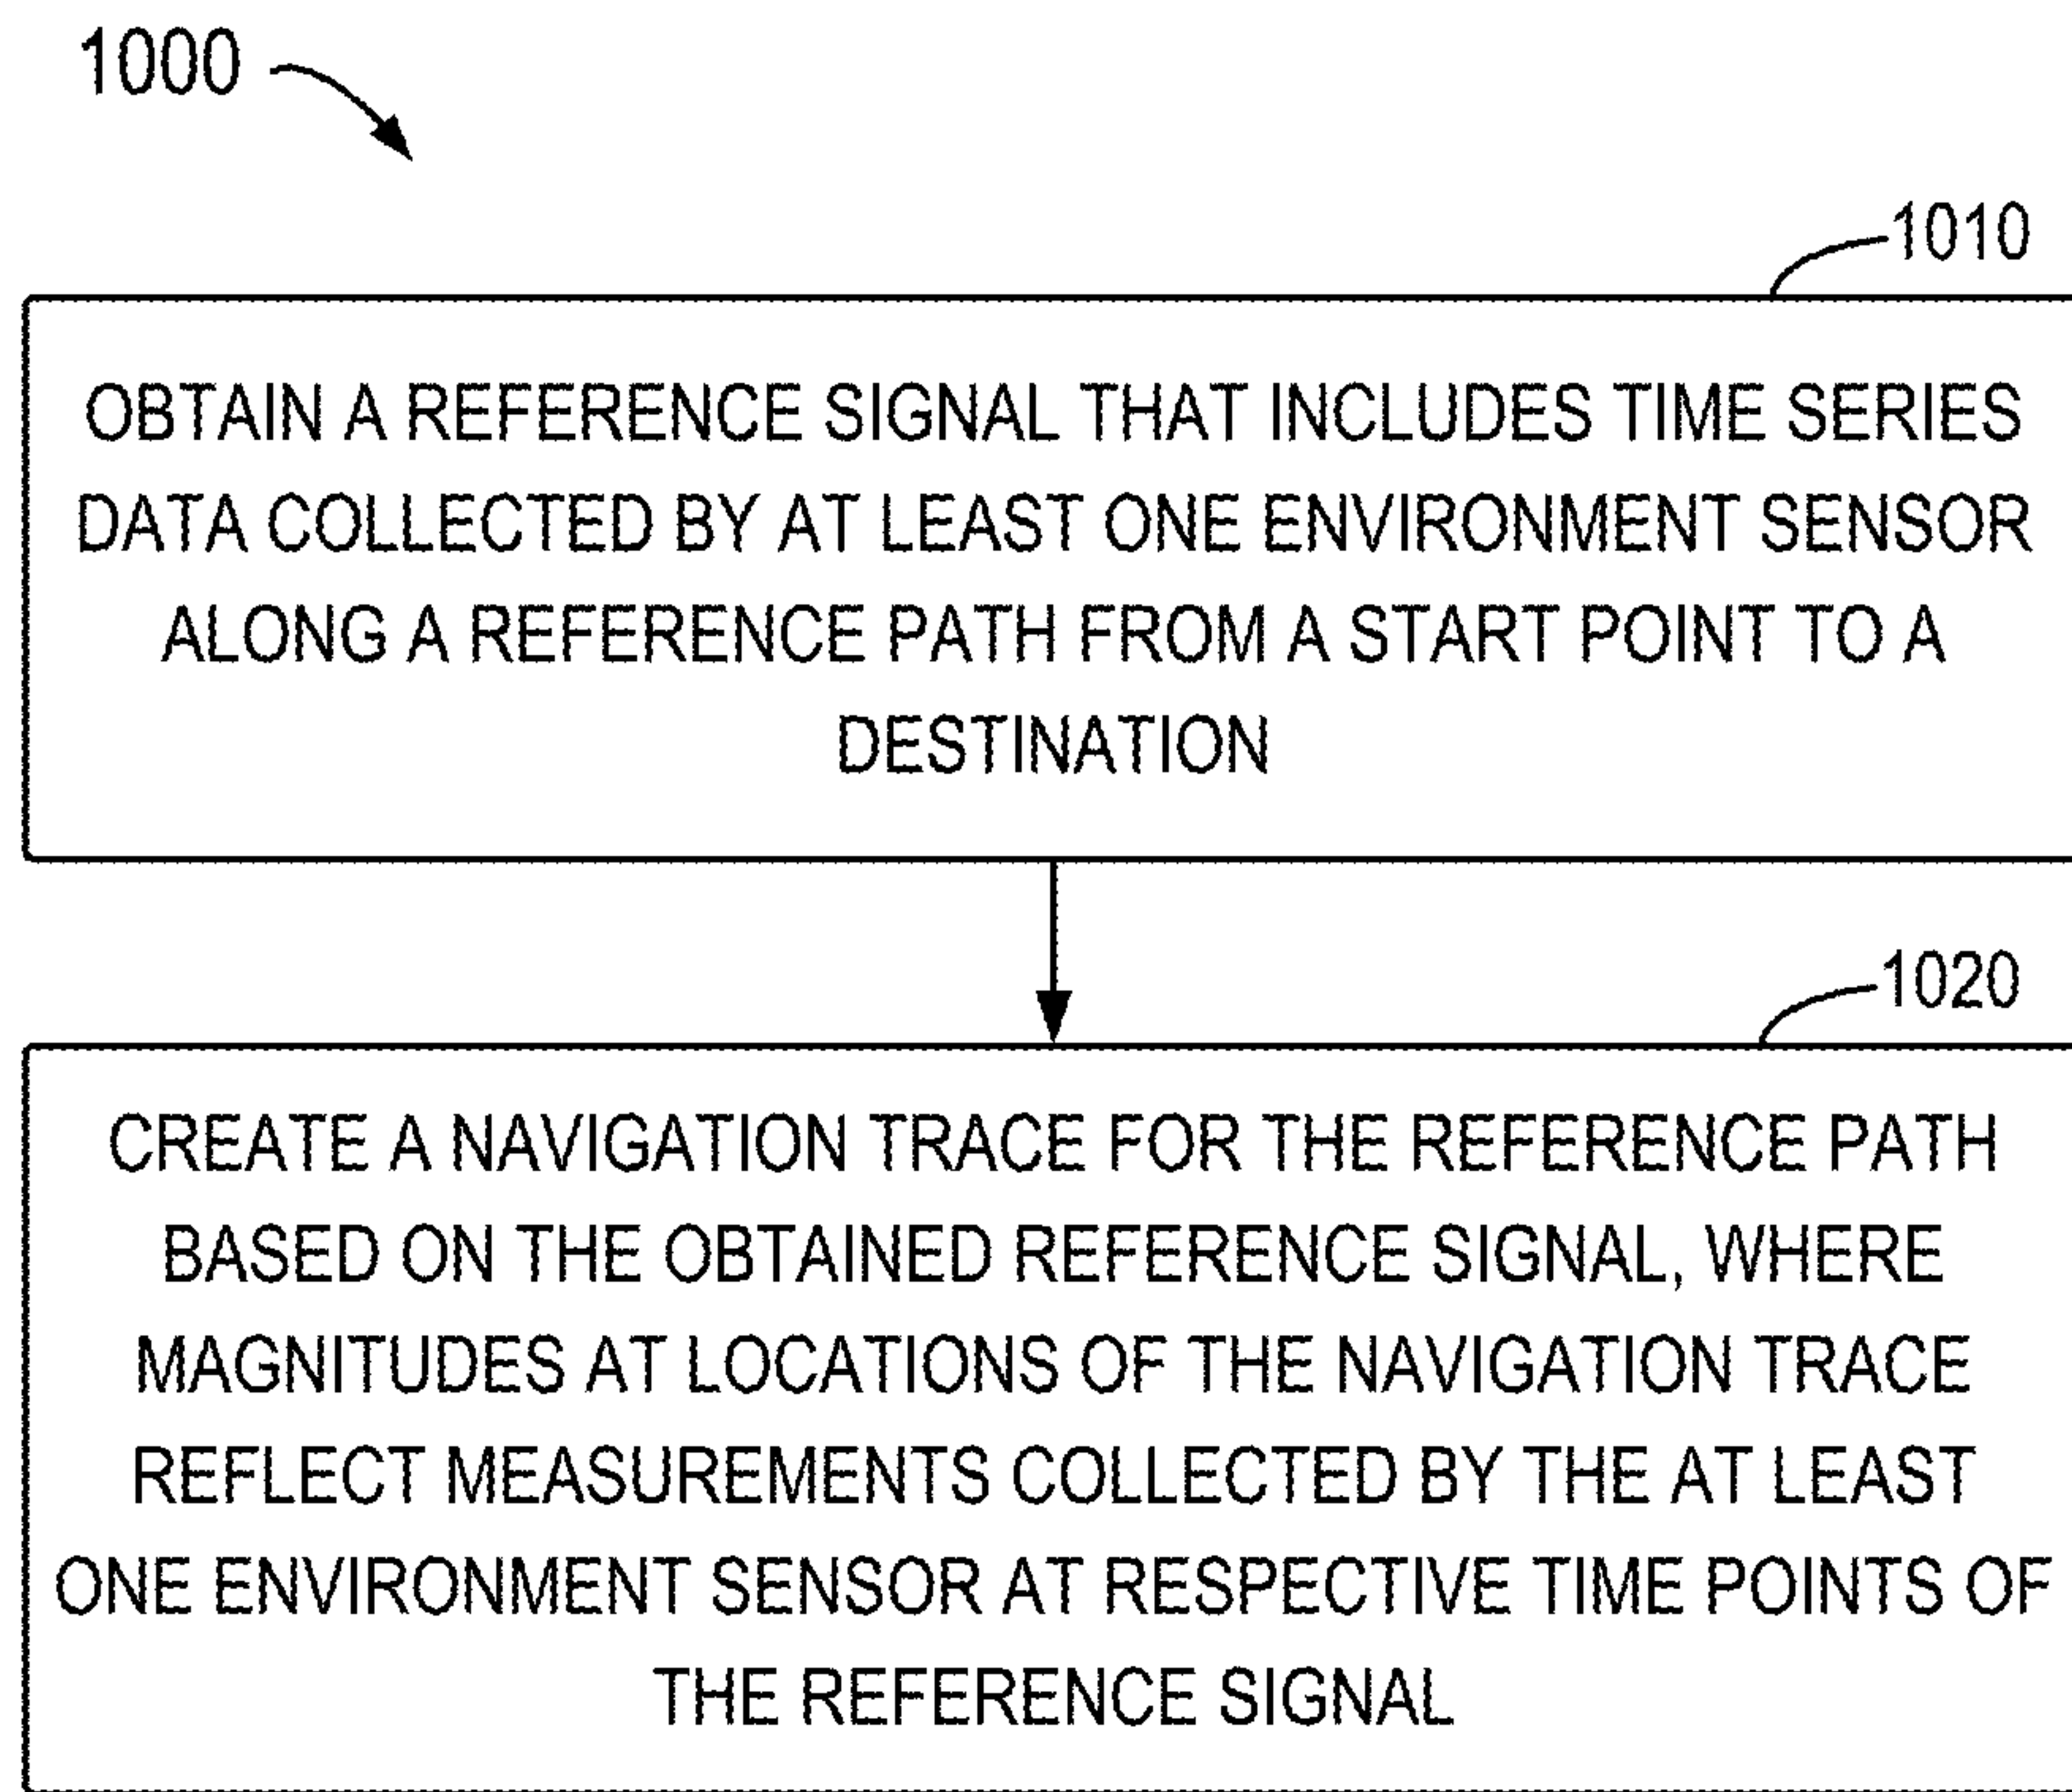 1000
1010
OBTAIN A REFERENCE SIGNAL THAT INCLUDES TIME SERIES
DATA COLLECTED BY AT LEAST ONE ENVIRONMENT SENSOR
ALONG A REFERENCE PATH FROM A START POINT TO A
DESTINATION
1020
CREATE A NAVIGATION TRACE FOR THE REFERENCE PATH
BASED ON THE OBTAINED REFERENCE SIGNAL, WHERE
MAGNITUDES AT LOCATIONS OF THE NAVIGATION TRACE
REFLECT MEASUREMENTS COLLECTED BY THE AT LEAST
ONE ENVIRONMENT SENSOR AT RESPECTIVE TIME POINTS OF
THE REFERENCE SIGNAL